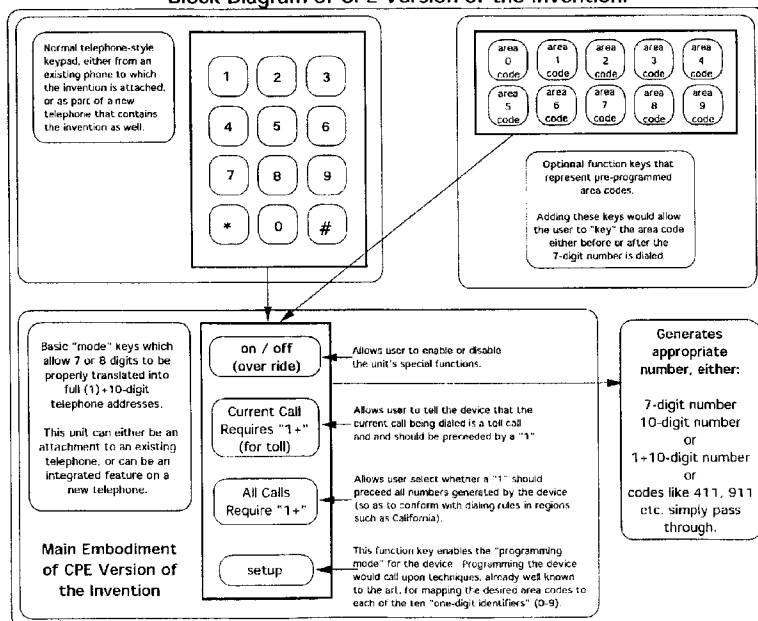 Block Diagram of CPE Version of the Invention.
Normal telephone-style
keypad, either from an
existing phone to which
the invention is attached,
or as part of a new
telephone that contains
the invention as well.
1 2 3
4 5 6
7 8 9
* 0 #
area 0 code
area 1 code
area 2 code
area 3 code
area 4 code
area 5 code
area 6 code
area 7 code
area 8 code
area 9 code
Optional function keys that
represent pre-programmed
area codes.
Adding these keys would allow
the user to "key" the area code
either before or after the
7-digit number is dialed
Basic "mode" keys which
allow 7 or 8 digits to be
properly translated into
full (1)+10-digit
telephone addresses.
This unit can either be an
attachment to an existing
telephone, or can be an
integrated feature on a
new telephone.
Main Embodiment
of CPE Version of
the Invention
on / off
(over ride)
Allows user to enable or disable
the unit's special functions.
Current Call
Requires "1+"
(for toll)
Allows user to tell the device that the
current call being dialed is a toll call
and and should be preceeded by a "1"
All Calls
Require "1+"
Allows user select whether a "1" should
preceed all numbers generated by the device
(so as to conform with dialing rules in regions
such as California).
setup
This function key enables the "programming
mode" for the device Programming the device
would call upon techniques, already well known
to the art, for mapping the desired area codes to
each of the ten "one-digit identifiers" (0-9).
Generates
appropriate
number, either:
7-digit number
10-digit number
or
1+10-digit number
or
codes like 411, 911
etc. simply pass
through.